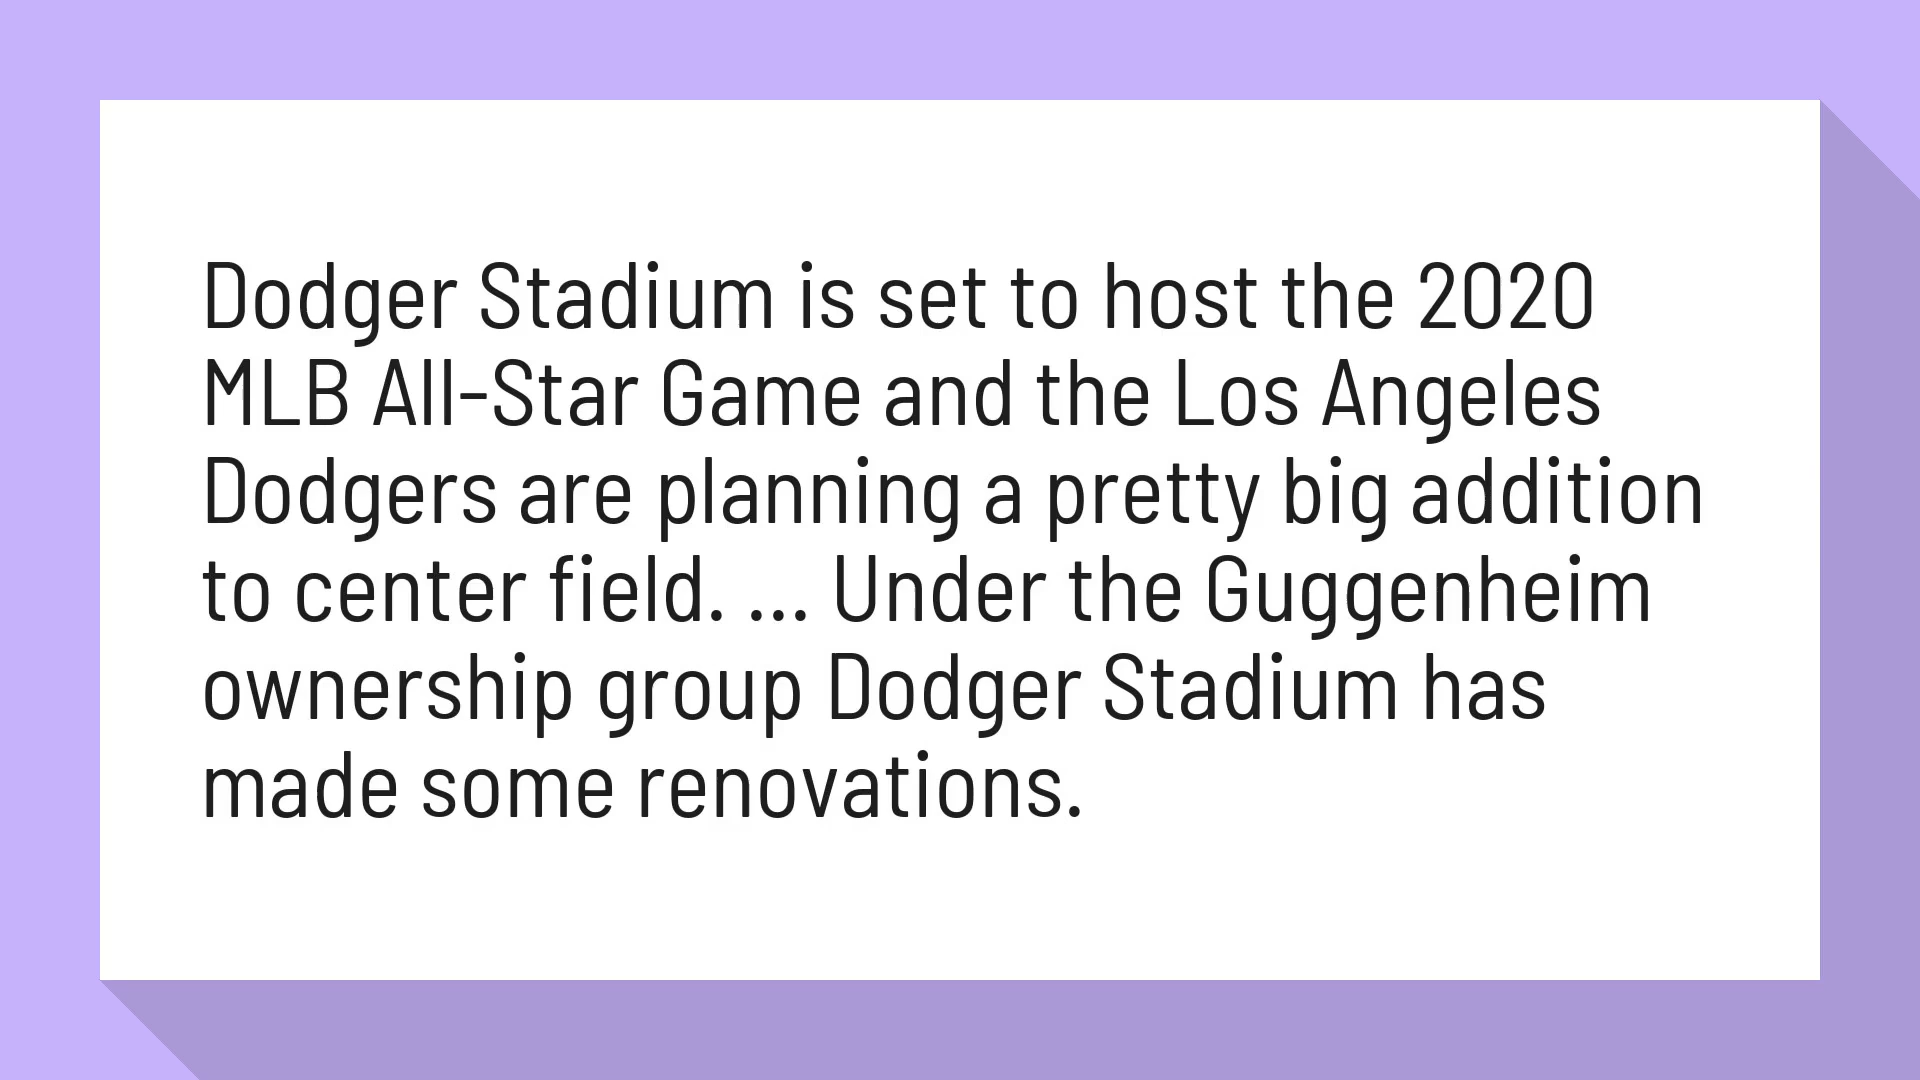 Dodger Stadium is set to host the 2020
MLB All-Star Game and the Los Angeles
Dodgers are planning a pretty big addition
to center field. ... Under the Guggenheim
ownership group Dodger Stadium has
made some renovations.